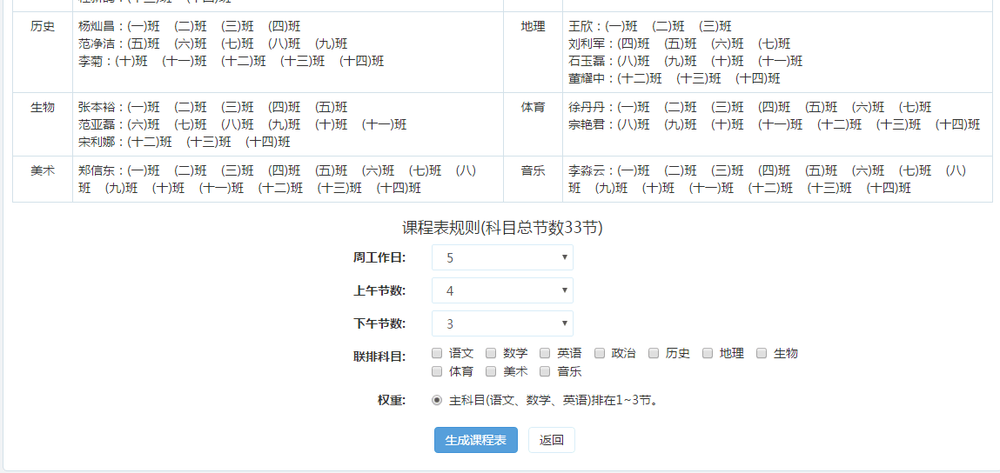 历史
杨灿昌：(一)班 (二)班 (三)班 (四)班
范净洁：(五)班 (六)班 (七)班 (八)班 (九)班
李菊：(十)班 (十一)班 (十二)班 (十三)班 (十四)班
地理
王欣：(一)班 (二)班 (三)班
刘利军：(四)班 (五)班 (六)班 (七)班
石玉磊：(八)班 (九)班 (十)班 (十一)班
董耀中：(十二)班 (十三)班 (十四)班
生物
张本裕：(一)班 (二)班 (三)班 (四)班 (五)班
范亚磊：(六)班 (七)班 (八)班 (九)班 (十)班 (十一)班
宋利娜：(十二)班 (十三)班 (十四)班
体育
徐丹丹：(一)班 (二)班 (三)班 (四)班 (五)班 (六)班 (七)班
宗艳君：(八)班 (九)班 (十)班 (十一)班 (十二)班 (十三)班 (十四)班
美术
郑信东：(一)班 (二)班 (三)班 (四)班 (五)班 (六)班 (七)班 (八)
班 (九)班 (十)班 (十一)班 (十二)班 (十三)班 (十四)班
音乐
李淼云：(一)班 (二)班 (三)班 (四)班 (五)班 (六)班 (七)班 (八)
班 (九)班 (十)班 (十一)班 (十二)班 (十三)班 (十四)班
课程表规则(科目总节数33节)
周工作日: 5
上午节数: 4
下午节数: 3
联排科目: 语文 数学 英语 政治 历史 地理 生物
体育 美术 音乐
权重: 主科目(语文、数学、英语)排在1~3节。
生成课程表 返回